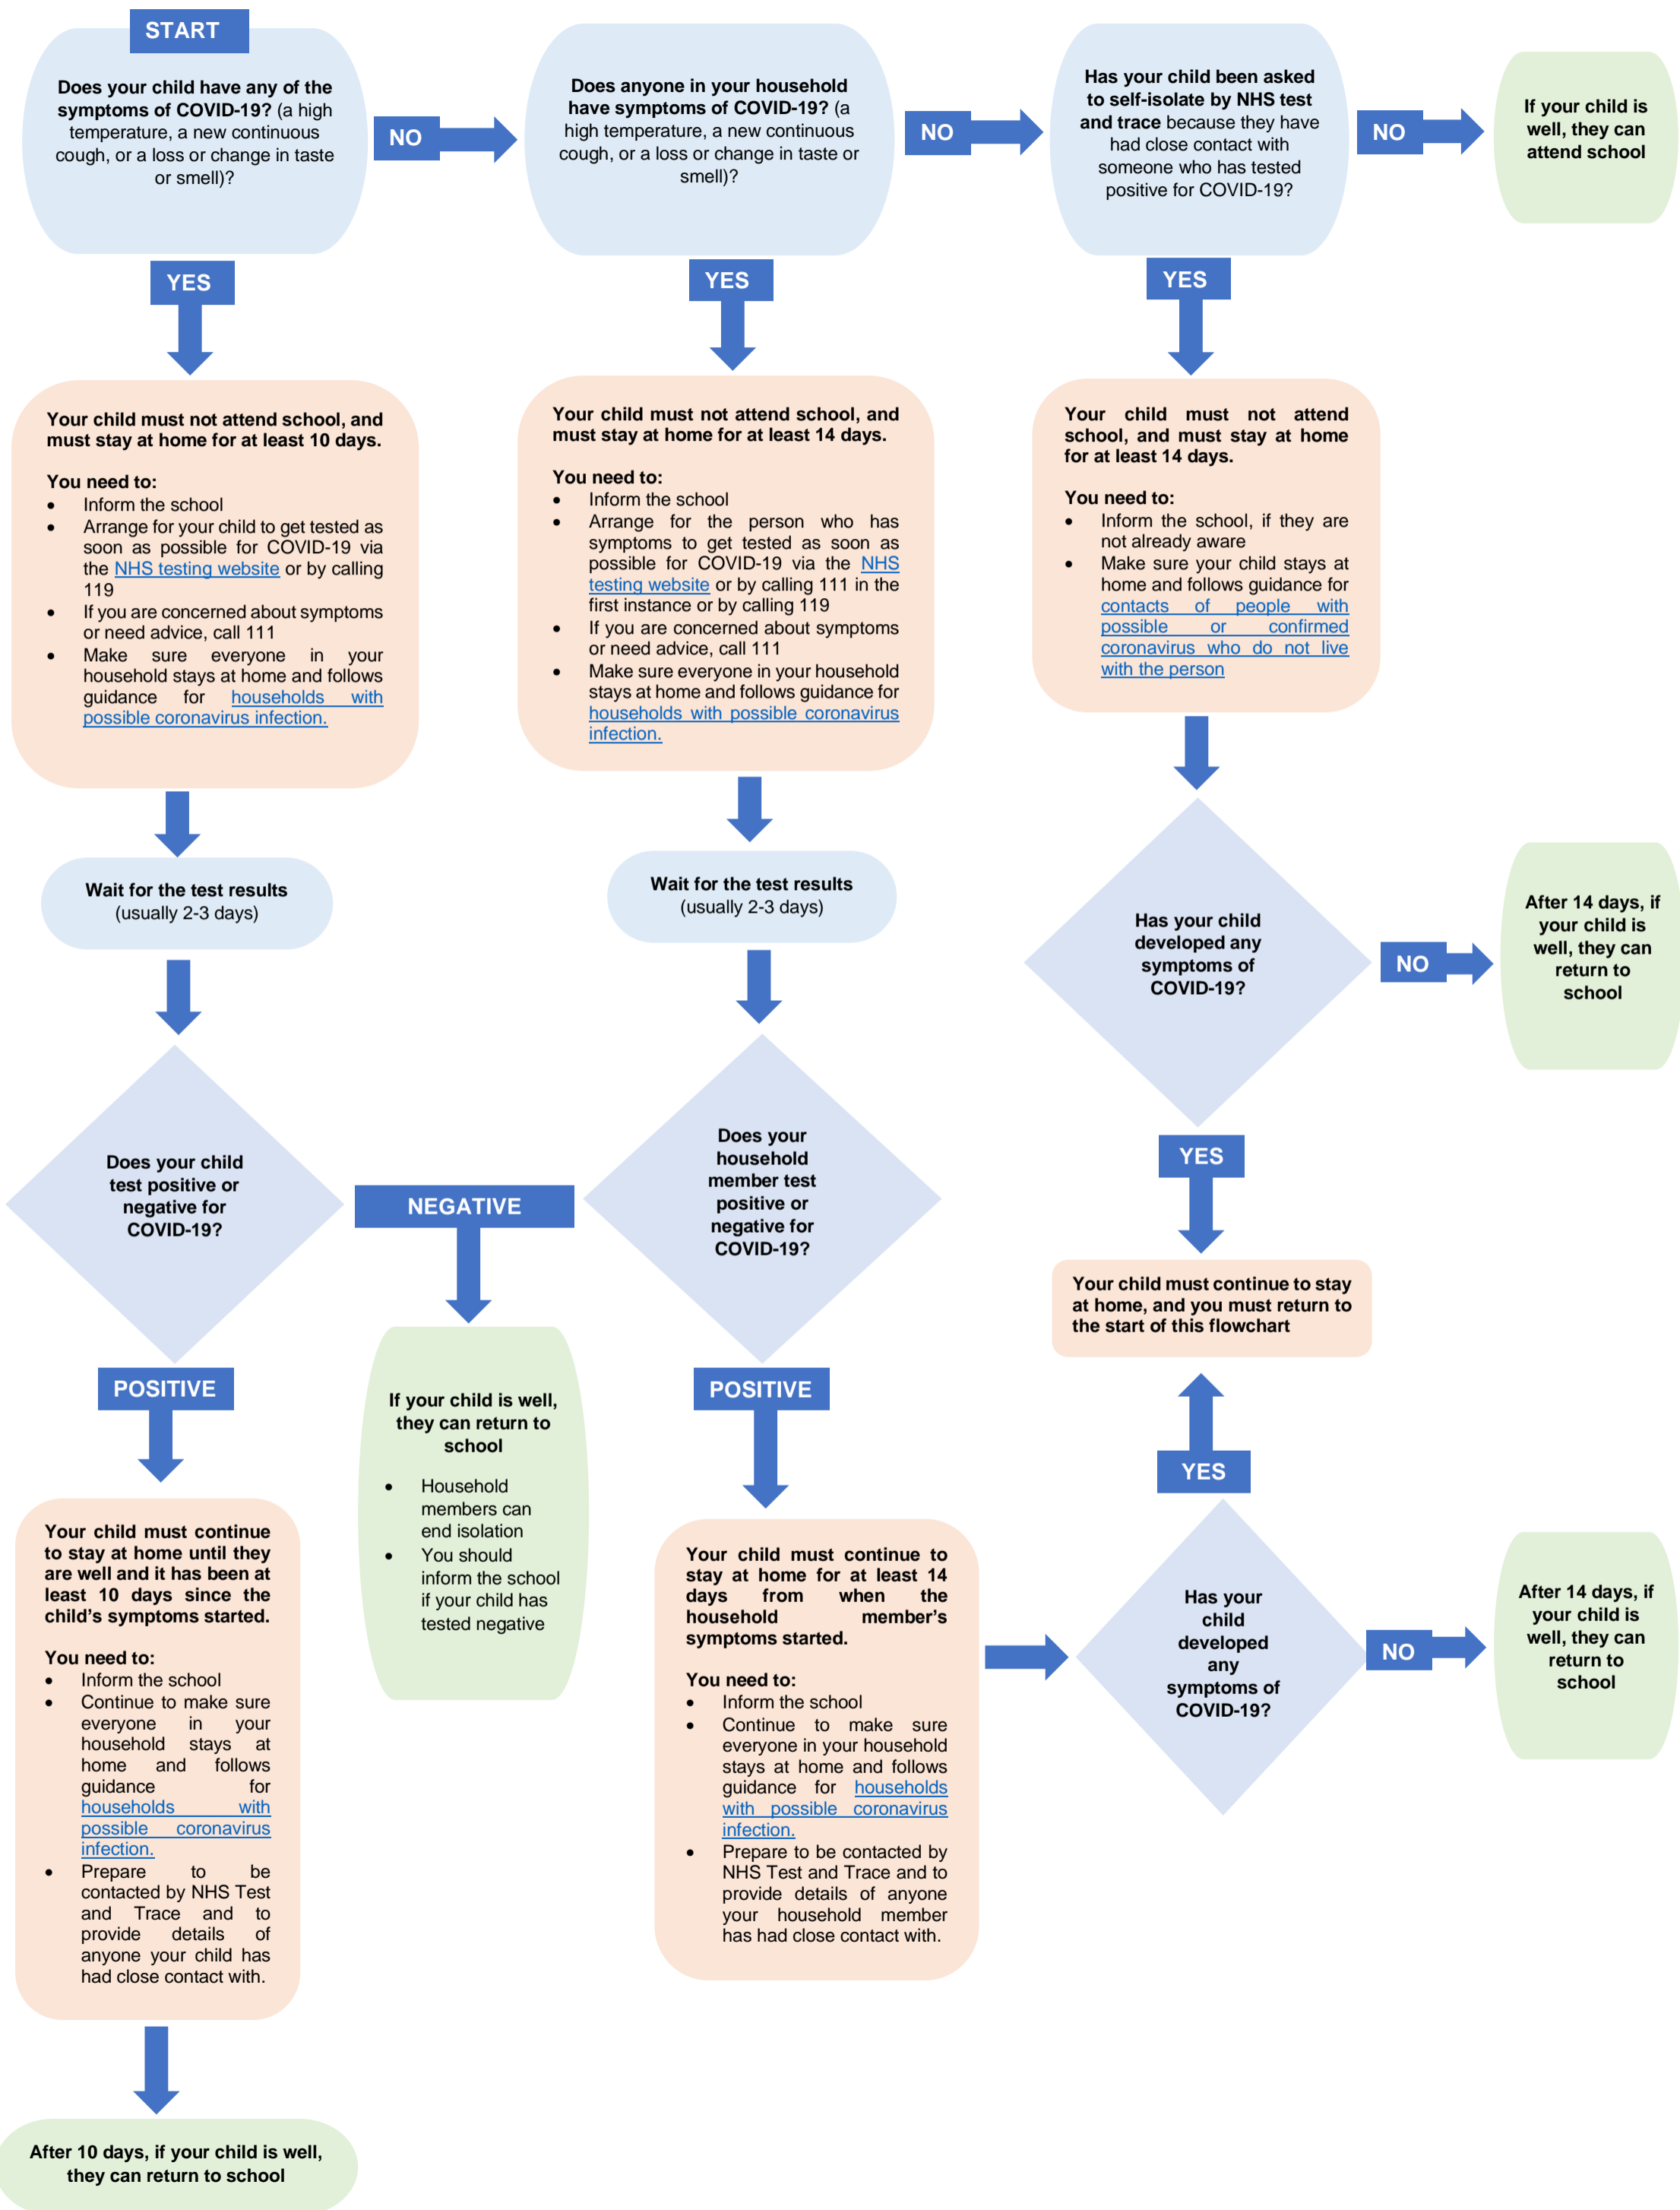 START
Does your child have any of the
symptoms of COVID-19? (a high
temperature, a new continuous
cough, or a loss or change in taste
or smell)?
NO
Does anyone in your household
have symptoms of COVID-19? (a
high temperature, a new continuous
cough, or a loss or change in taste or
smell)?
NO
Has your child been asked
to self-isolate by NHS test
and trace because they have
had close contact with
someone who has tested
positive for COVID-19?
NO
If your child is
well, they can
attend school
YES
YES
YES
Your child must not attend school, and
must stay at home for at least 10 days.
You need to:
• Inform the school
• Arrange for your child to get tested as
soon as possible for COVID-19 via
the NHS testing website or by calling
119
• If you are concerned about symptoms
or need advice, call 111
• Make sure everyone in your
household stays at home and follows
guidance for households with
possible coronavirus infection.
Your child must not attend school, and
must stay at home for at least 14 days.
You need to:
• Inform the school
• Arrange for the person who has
symptoms to get tested as soon as
possible for COVID-19 via the NHS
testing website or by calling 111 in the
first instance or by calling 119
• If you are concerned about symptoms
or need advice, call 111
• Make sure everyone in your household
stays at home and follows guidance for
households with possible coronavirus
infection.
Your child must not attend
school, and must stay at home
for at least 14 days.
You need to:
• Inform the school, if they are
not already aware
• Make sure your child stays at
home and follows guidance for
contacts of people with
possible or confirmed
coronavirus who do not live
with the person
Wait for the test results
(usually 2-3 days)
Wait for the test results
(usually 2-3 days)
Has your child
developed any
symptoms of
COVID-19?
NO
After 14 days, if
your child is
well, they can
return to
school
Does your child
test positive or
negative for
COVID-19?
NEGATIVE
Does your
household
member test
positive or
negative for
COVID-19?
YES
Your child must continue to stay
at home, and you must return to
the start of this flowchart
POSITIVE
If your child is well,
they can return to
school
• Household
members can
end isolation
• You should
inform the school
if your child has
tested negative
POSITIVE
YES
Your child must continue
to stay at home until they
are well and it has been at
least 10 days since the
child's symptoms started.
You need to:
• Inform the school
• Continue to make sure
everyone in your
household stays at
home and follows
guidance for
households with
possible coronavirus
infection.
• Prepare to be
contacted by NHS Test
and Trace and to
provide details of
anyone your child has
had close contact with.
Your child must continue to
stay at home for at least 14
days from when the
household member's
symptoms started.
You need to:
• Inform the school
• Continue to make sure
everyone in your household
stays at home and follows
guidance for households
with possible coronavirus
infection.
• Prepare to be contacted by
NHS Test and Trace and to
provide details of anyone
your household member
has had close contact with.
Has your
child
developed
any
symptoms of
COVID-19?
NO
After 14 days, if
your child is
well, they can
return to
school
After 10 days, if your child is well,
they can return to school